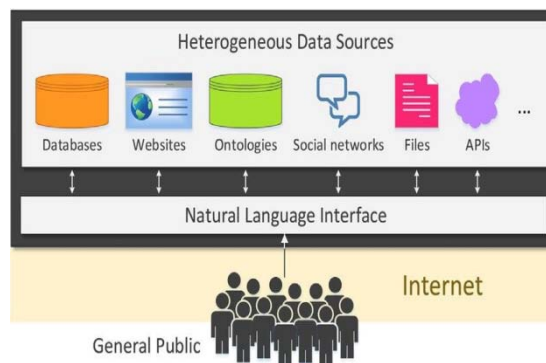 Heterogeneous Data Sources
Databases Websites Ontologies Social networks Files APIs ...
Natural Language Interface
Internet
General Public